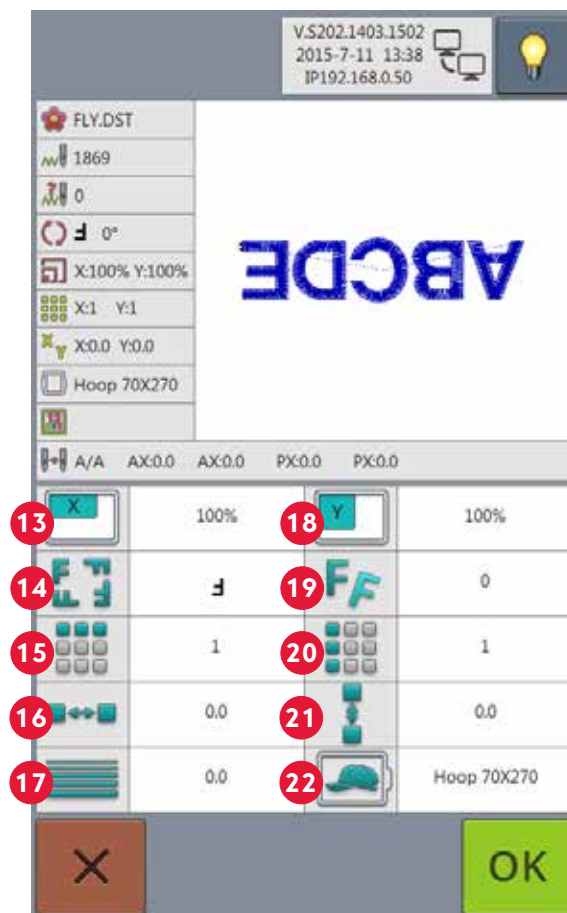 V.S202.1403.1502
2015-7-11 13:38
IP192.168.0.50
FLY.DST
1869
0
Ⅎ 0°
X:100% Y:100%
X:1 Y:1
X Y X:0.0 Y:0.0
Hoop 70X270
ABCDE
A/A AX:0.0 AX:0.0 PX:0.0 PX:0.0
13 X 100% 18 Y 100%
14 F F F F Ⅎ 19 F F 0
15 1 20 1
16 0.0 21 0.0
17 0.0 22 Hoop 70X270
OK